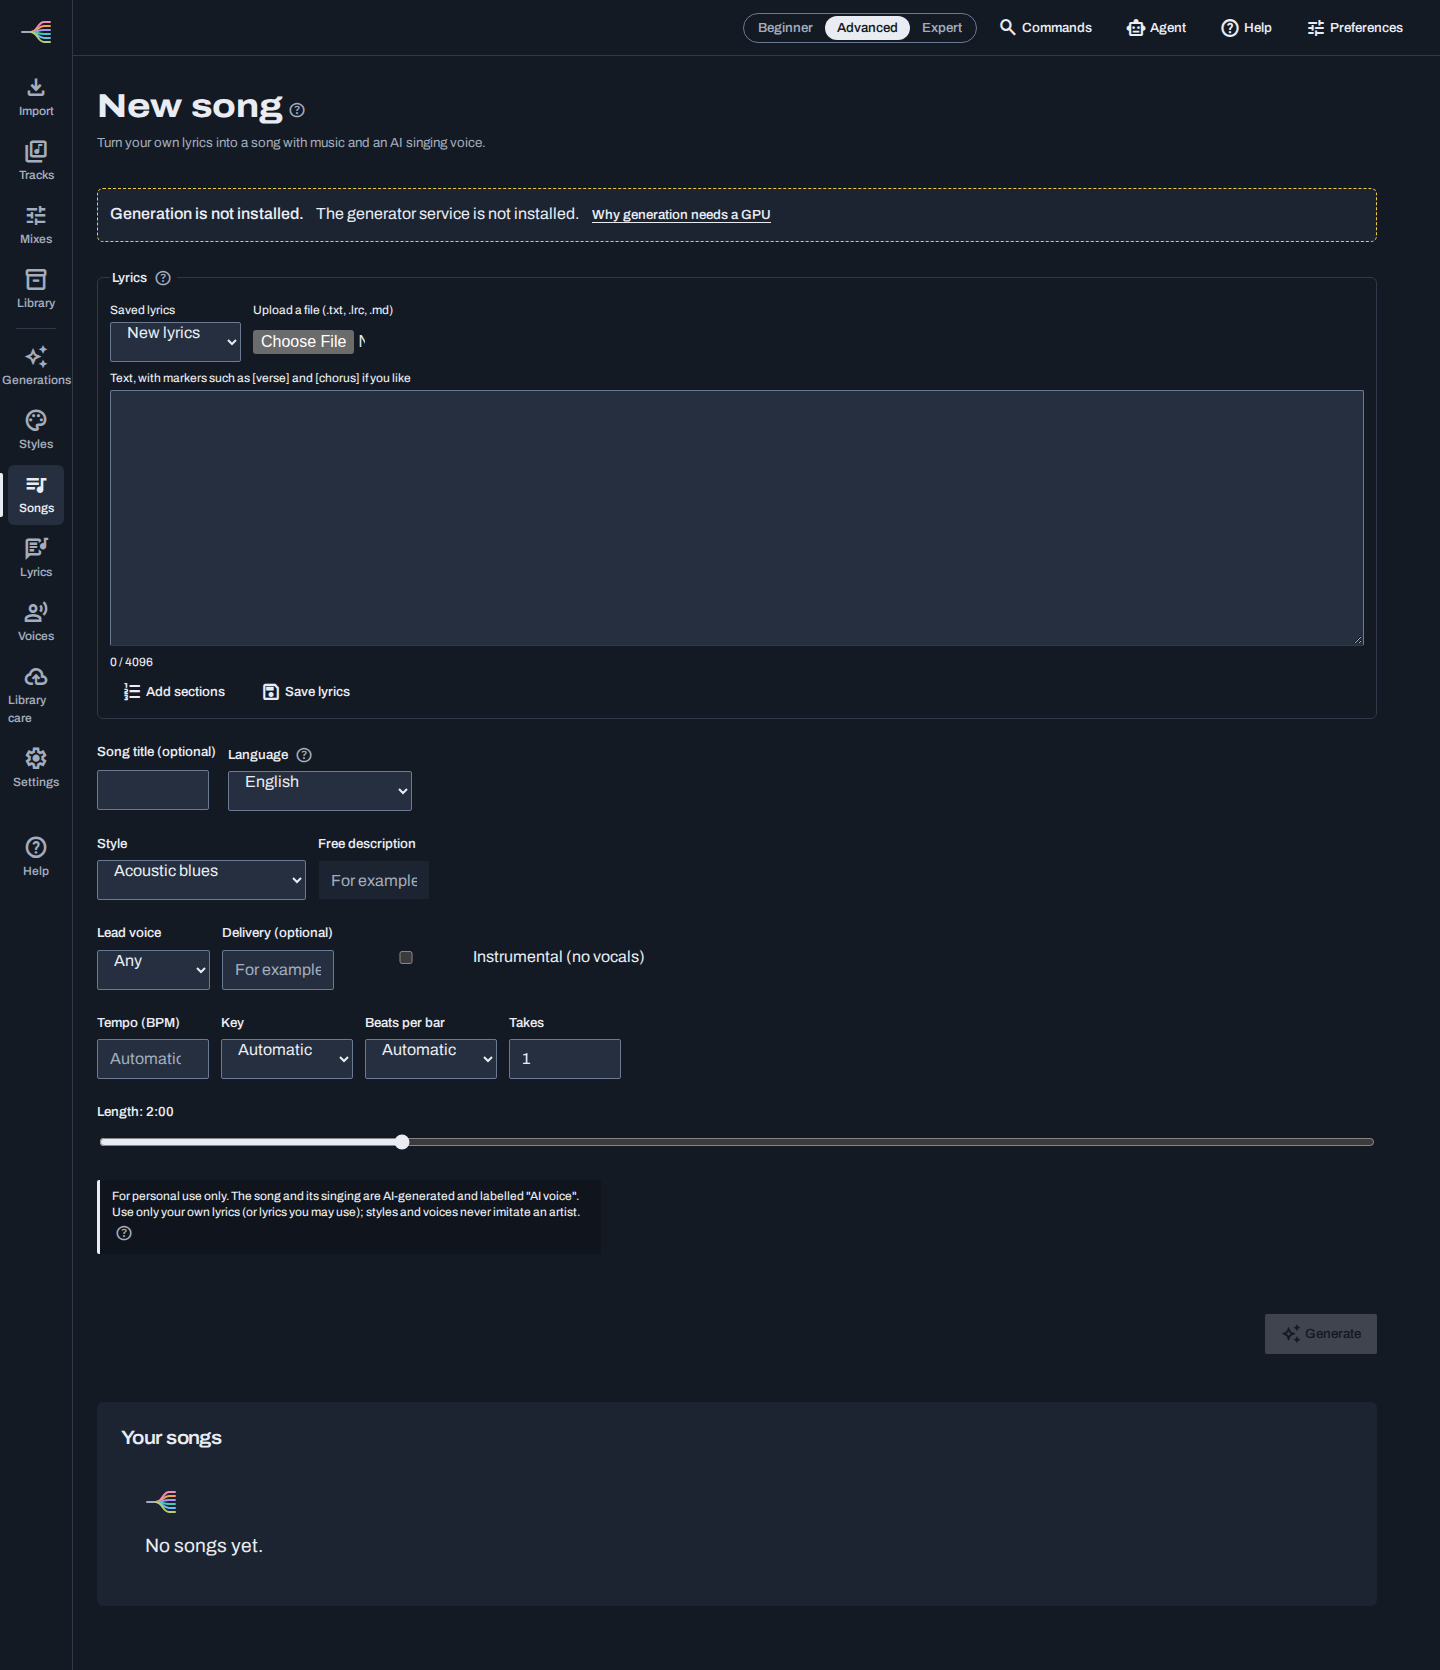 Beginner Advanced Expert Commands Agent Help Preferences
Import
Tracks
Mixes
Library
Generations
Styles
Songs
Lyrics
Voices
Library
care
Settings
Help
New song
Turn your own lyrics into a song with music and an AI singing voice.
Generation is not installed. The generator service is not installed. Why generation needs a GPU
Lyrics
Saved lyrics Upload a file (.txt, .lrc, .md)
New lyrics Choose File
Text, with markers such as [verse] and [chorus] if you like
0 / 4096
Add sections Save lyrics
Song title (optional) Language
English
Style Free description
Acoustic blues For example
Lead voice Delivery (optional)
Any For example Instrumental (no vocals)
Tempo (BPM) Key Beats per bar Takes
Automatic Automatic Automatic 1
Length: 2:00
For personal use only. The song and its singing are AI-generated and labelled "AI voice".
Use only your own lyrics (or lyrics you may use); styles and voices never imitate an artist.
Generate
Your songs
No songs yet.